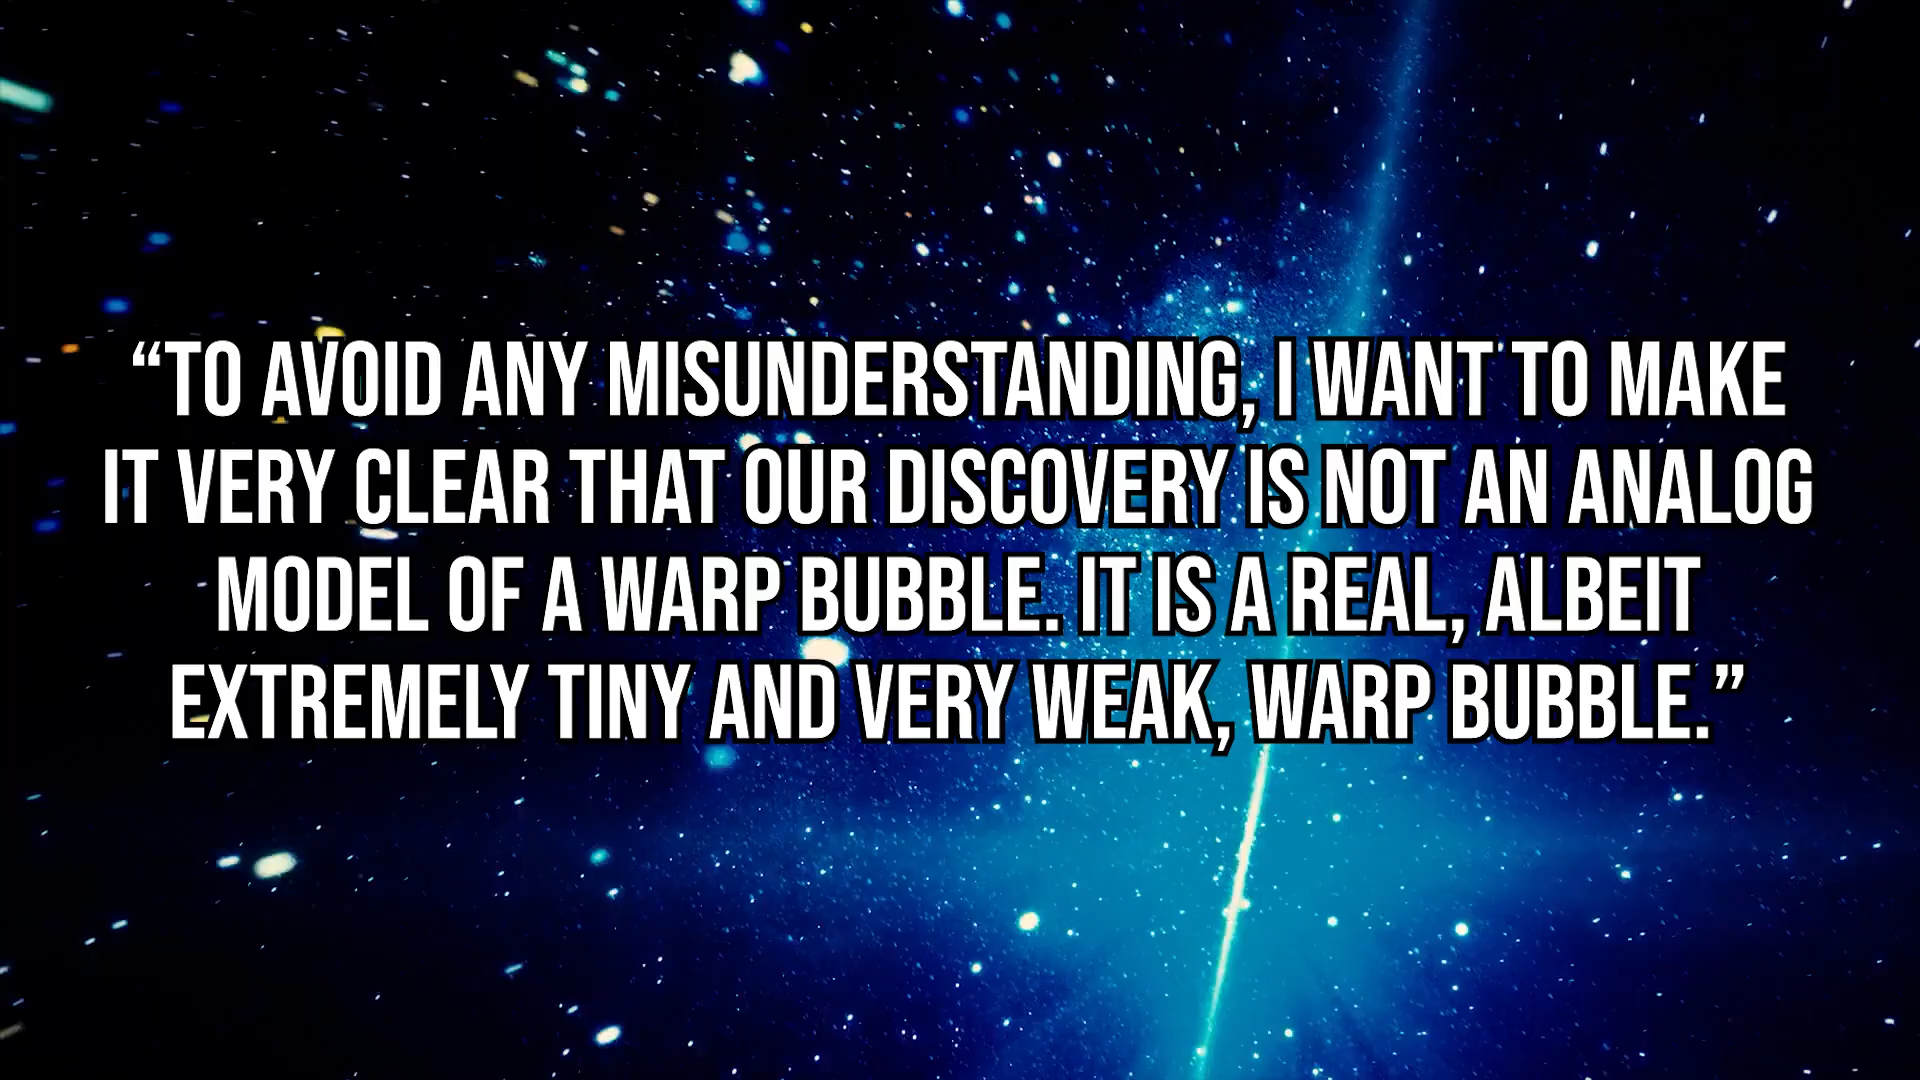 “TO AVOID ANY MISUNDERSTANDING, I WANT TO MAKE
IT VERY CLEAR THAT OUR DISCOVERY IS NOT AN ANALOG
MODEL OF A WARP BUBBLE. IT IS A REAL, ALBEIT
EXTREMELY TINY AND VERY WEAK, WARP BUBBLE.”